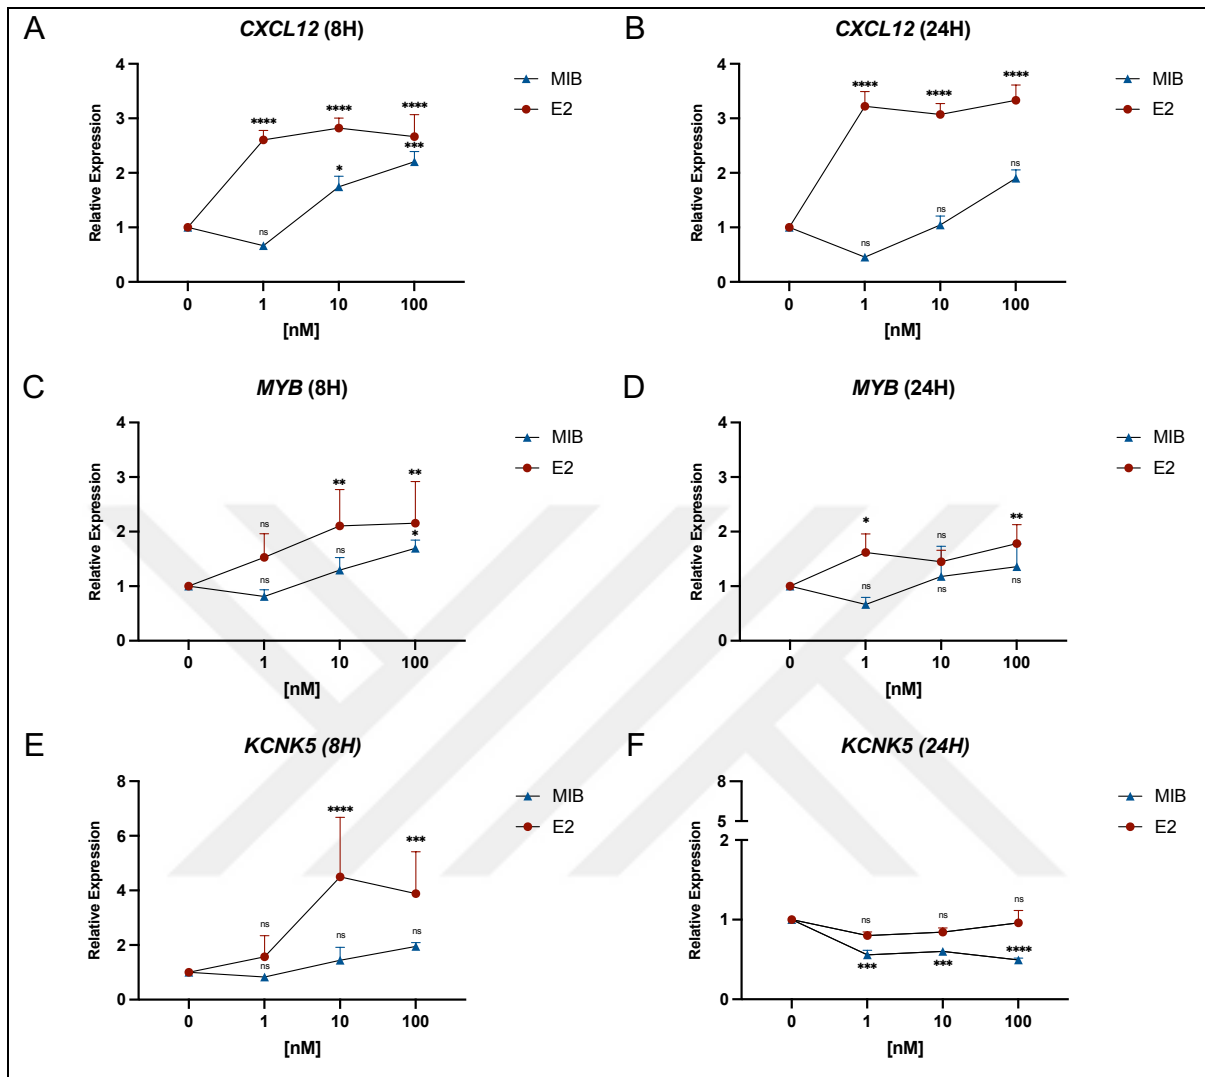 A
CXCL12 (8H)
Relative Expression
4
3
2
1
0
0 1 10 100
[nM]
MIB
E2
**** **** ****
ns * ***
B
CXCL12 (24H)
Relative Expression
4
3
2
1
0
0 1 10 100
[nM]
MIB
E2
**** **** ****
ns ns ns
C
MYB (8H)
Relative Expression
4
3
2
1
0
0 1 10 100
[nM]
MIB
E2
ns ** **
ns ns *
D
MYB (24H)
Relative Expression
4
3
2
1
0
0 1 10 100
[nM]
MIB
E2
* ns **
ns ns ns
E
KCNK5 (8H)
Relative Expression
8
6
4
2
0
0 1 10 100
[nM]
MIB
E2
ns **** ***
ns ns ns
F
KCNK5 (24H)
Relative Expression
8
5
2
1
0
0 1 10 100
[nM]
MIB
E2
ns ns ns
*** *** ****